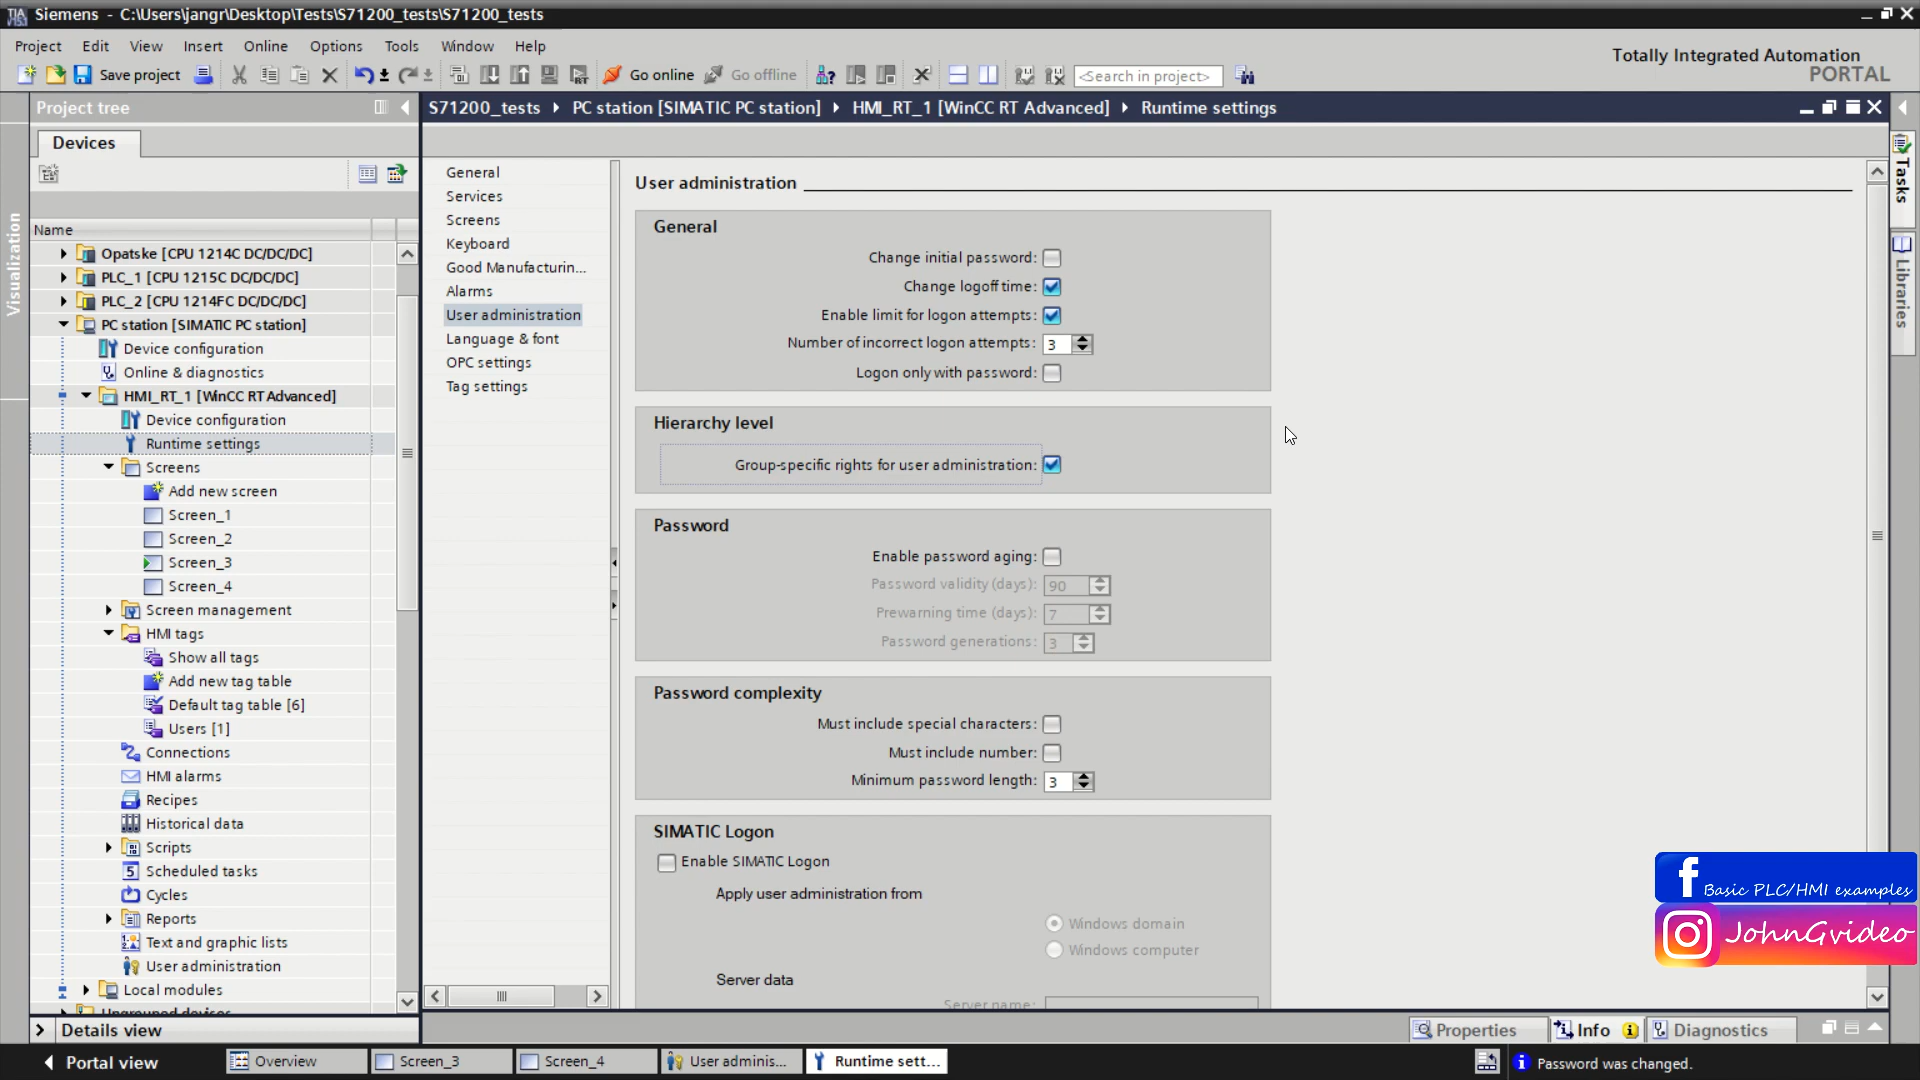 Siemens - C:\Users\jangr\Desktop\Tests\S71200_tests\S71200_tests
Project Edit View Insert Online Options Tools Window Help
Totally Integrated Automation
PORTAL
Save project
Go online
Go offline
<Search in project>
Project tree
S71200_tests PC station [SIMATIC PC station] HMI_RT_1 [WinCC RT Advanced] Runtime settings
Devices
Visualization
Tasks
Libraries
Name
Opatske [CPU 1214C DC/DC/DC]
PLC_1 [CPU 1215C DC/DC/DC]
PLC_2 [CPU 1214FC DC/DC/DC]
PC station [SIMATIC PC station]
Device configuration
Online & diagnostics
HMI_RT_1 [WinCC RT Advanced]
Device configuration
Runtime settings
Screens
Add new screen
Screen_1
Screen_2
Screen_3
Screen_4
Screen management
HMI tags
Show all tags
Add new tag table
Default tag table [6]
Users [1]
Connections
HMI alarms
Recipes
Historical data
Scripts
Scheduled tasks
Cycles
Reports
Text and graphic lists
User administration
Local modules
Ungrouped devices
Details view
General
Services
Screens
Keyboard
Good Manufacturin...
Alarms
User administration
Language & font
OPC settings
Tag settings
User administration
General
Change initial password:
Change logoff time:
Enable limit for logon attempts:
Number of incorrect logon attempts: 3
Logon only with password:
Hierarchy level
Group-specific rights for user administration:
Password
Enable password aging:
Password validity (days): 90
Prewarning time (days): 7
Password generations: 3
Password complexity
Must include special characters:
Must include number:
Minimum password length: 3
SIMATIC Logon
Enable SIMATIC Logon
Apply user administration from
Windows domain
Windows computer
Server data
Server name:
Basic PLC/HMI examples
JohnGvideo
Properties Info Diagnostics
Portal view Overview Screen_3 Screen_4 User adminis... Runtime sett...
Password was changed.